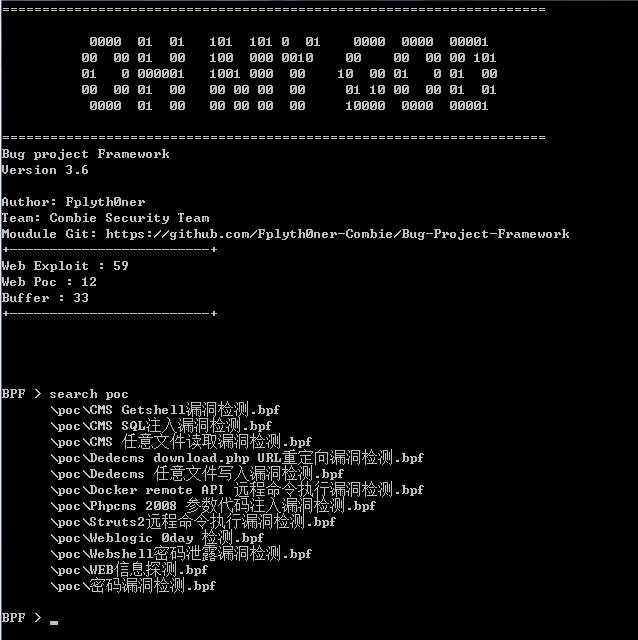 ===================================================================
0000 01 01 101 101 0 01 0000 0000 00001
00 00 01 00 100 000 0010 00 00 00 00 101
01 0 000001 1001 000 00 10 00 01 0 01 00
00 00 01 00 00 00 00 00 01 10 00 00 01 01
0000 01 00 00 00 00 00 10000 0000 00001
===================================================================
Bug project Framework
Version 3.6
Author: Fplyth0ner
Team: Combie Security Team
Moudule Git: https://github.com/Fplyth0ner-Combie/Bug-Project-Framework
+-------------------------+
Web Exploit : 59
Web Poc : 12
Buffer : 33
+-------------------------+
BPF > search poc
\poc\CMS Getshell漏洞检测.bpf
\poc\CMS SQL注入漏洞检测.bpf
\poc\CMS 任意文件读取漏洞检测.bpf
\poc\Dedecms download.php URL重定向漏洞检测.bpf
\poc\Dedecms 任意文件写入漏洞检测.bpf
\poc\Docker remote API 远程命令执行漏洞检测.bpf
\poc\Phpcms 2008 参数代码注入漏洞检测.bpf
\poc\Struts2远程命令执行漏洞检测.bpf
\poc\Weblogic 0day 检测.bpf
\poc\Webshell密码泄露漏洞检测.bpf
\poc\WEB信息探测.bpf
\poc\密码漏洞检测.bpf
BPF > _